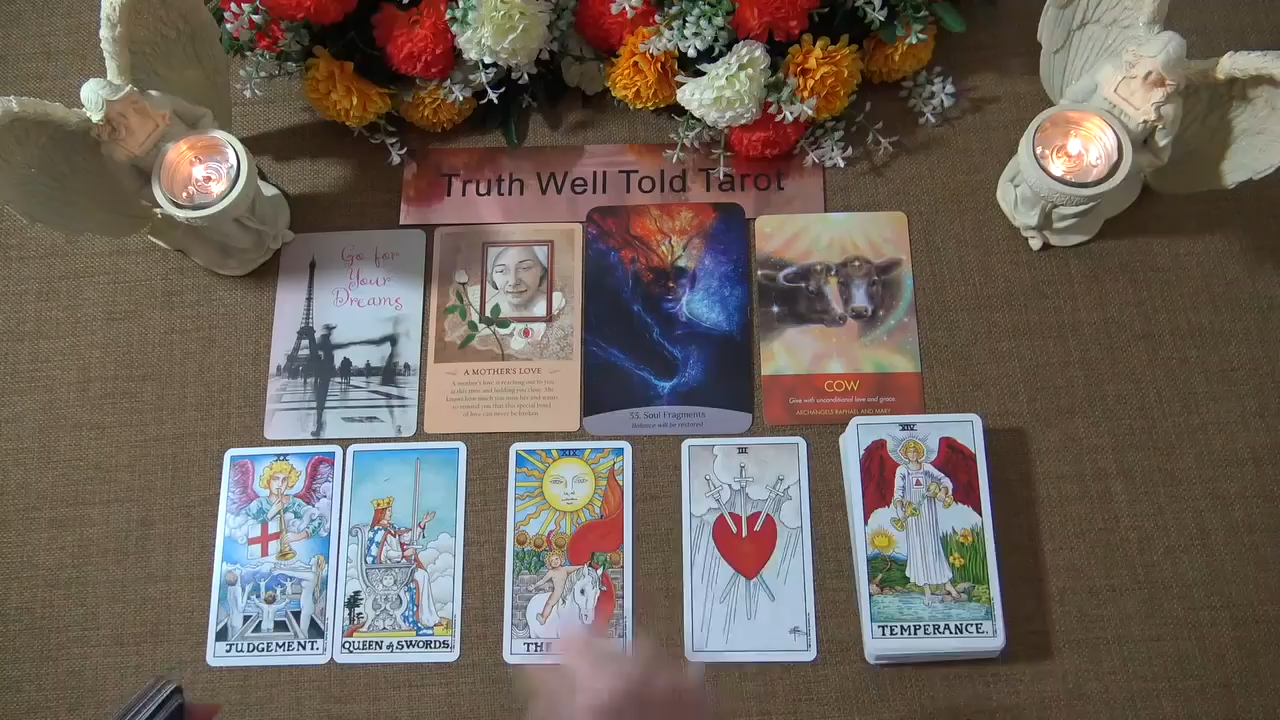 Truth Well Told Tarot
Go for
Your
Dreams
A MOTHER'S LOVE
A mother's love is reaching out to you
at this time and holding you close. She
knows how much you miss her and wants
to remind you that this special bond
of love can never be broken.
33. Soul Fragments
Balance will be restored
COW
Give with unconditional love and grace.
ARCHANGELS RAPHAEL AND MARY
XX
JUDGEMENT.
QUEEN of SWORDS.
XIX
THE
III
XIV
TEMPERANCE.